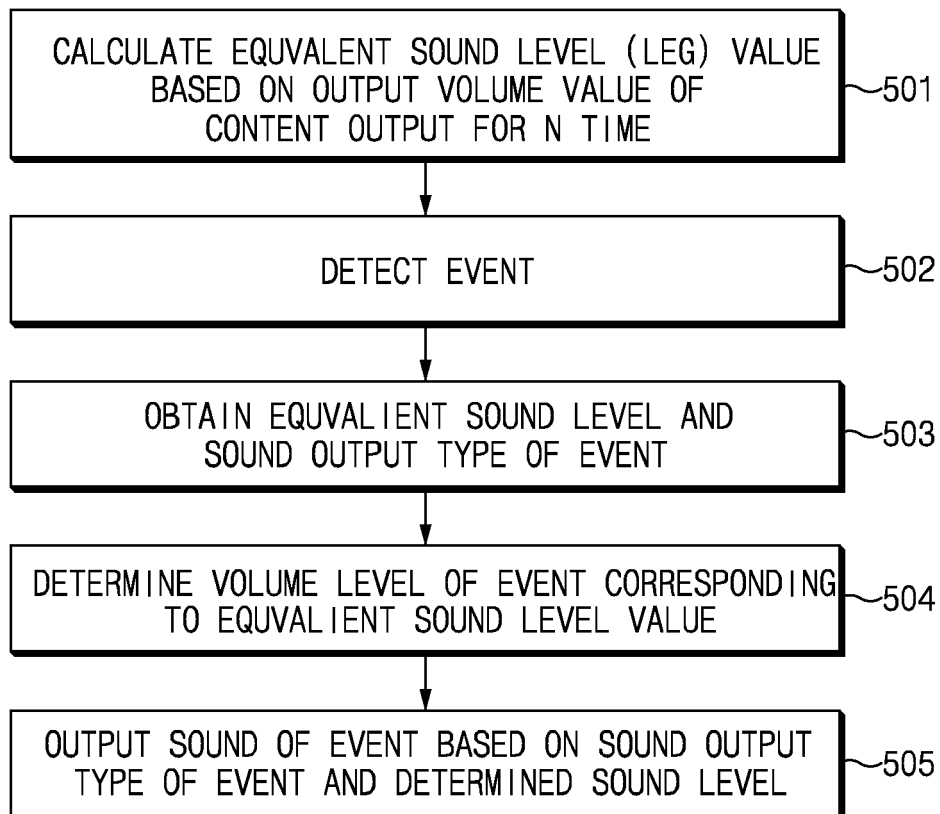 CALCULATE EQUVALENT SOUND LEVEL (LEG) VALUE
BASED ON OUTPUT VOLUME VALUE OF
CONTENT OUTPUT FOR N TIME
501
DETECT EVENT
502
OBTAIN EQUVALIENT SOUND LEVEL AND
SOUND OUTPUT TYPE OF EVENT
503
DETERMINE VOLUME LEVEL OF EVENT CORRESPONDING
TO EQUVALIENT SOUND LEVEL VALUE
504
OUTPUT SOUND OF EVENT BASED ON SOUND OUTPUT
TYPE OF EVENT AND DETERMINED SOUND LEVEL
505